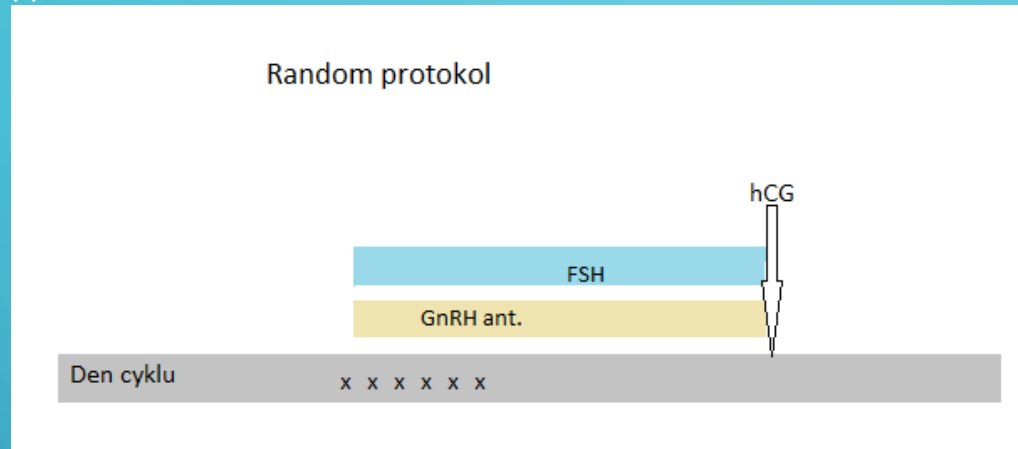 Random protokol
hCG
FSH
GnRH ant.
Den cyklu
x x x x x x